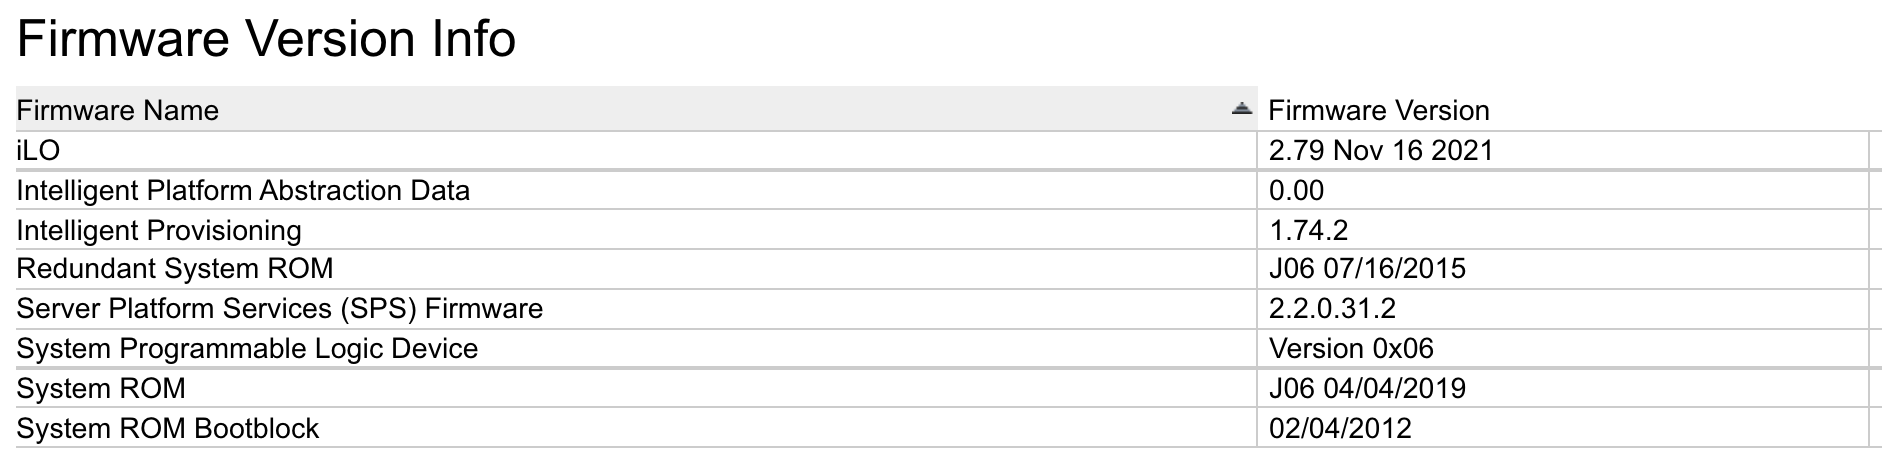 Firmware Version Info
Firmware Name Firmware Version
iLO 2.79 Nov 16 2021
Intelligent Platform Abstraction Data 0.00
Intelligent Provisioning 1.74.2
Redundant System ROM J06 07/16/2015
Server Platform Services (SPS) Firmware 2.2.0.31.2
System Programmable Logic Device Version 0x06
System ROM J06 04/04/2019
System ROM Bootblock 02/04/2012